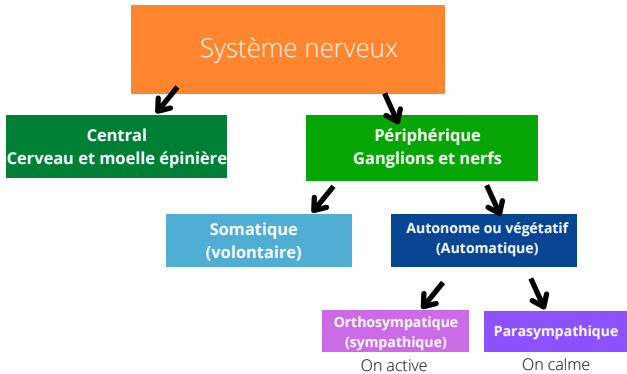 Système nerveux
Central
Cerveau et moelle épinière
Périphérique
Ganglions et nerfs
Somatique
(volontaire)
Autonome ou végétatif
(Automatique)
Orthosympatique
(sympathique)
Parasympathique
On active
On calme